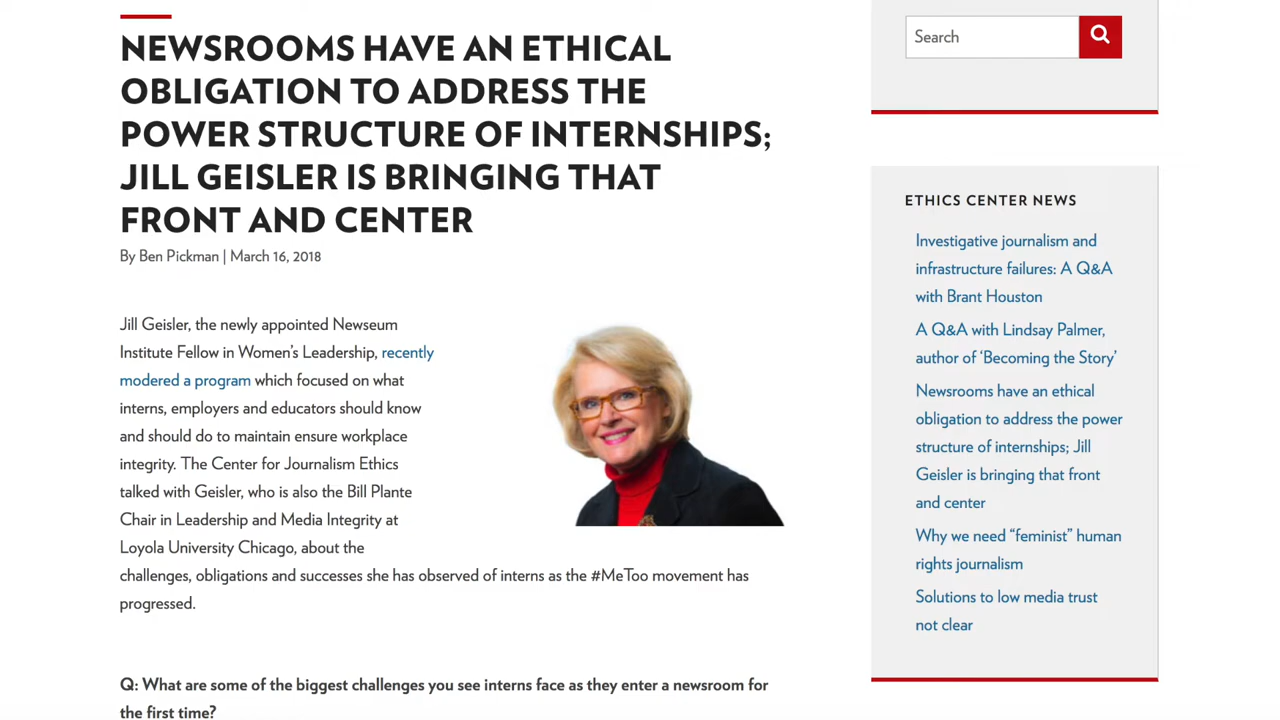 NEWSROOMS HAVE AN ETHICAL
OBLIGATION TO ADDRESS THE
POWER STRUCTURE OF INTERNSHIPS;
JILL GEISLER IS BRINGING THAT
FRONT AND CENTER
By Ben Pickman | March 16, 2018
Jill Geisler, the newly appointed Newseum
Institute Fellow in Women’s Leadership, recently
modered a program which focused on what
interns, employers and educators should know
and should do to maintain ensure workplace
integrity. The Center for Journalism Ethics
talked with Geisler, who is also the Bill Plante
Chair in Leadership and Media Integrity at
Loyola University Chicago, about the
challenges, obligations and successes she has observed of interns as the #MeToo movement has
progressed.
Q: What are some of the biggest challenges you see interns face as they enter a newsroom for
the first time?
Search
ETHICS CENTER NEWS
Investigative journalism and
infrastructure failures: A Q&A
with Brant Houston
A Q&A with Lindsay Palmer,
author of ‘Becoming the Story’
Newsrooms have an ethical
obligation to address the power
structure of internships; Jill
Geisler is bringing that front
and center
Why we need “feminist” human
rights journalism
Solutions to low media trust
not clear